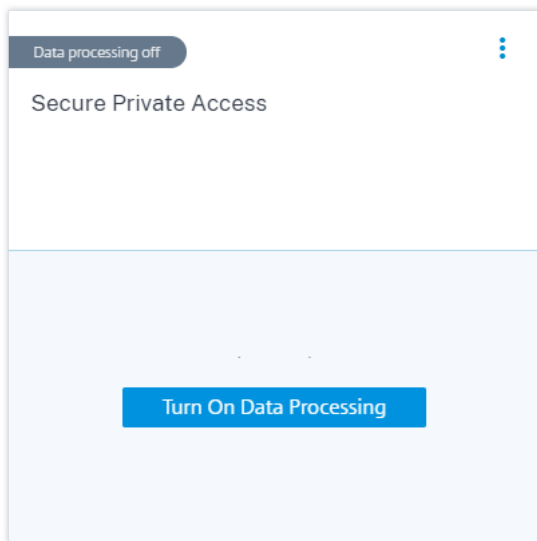 Data processing off
Secure Private Access
Turn On Data Processing